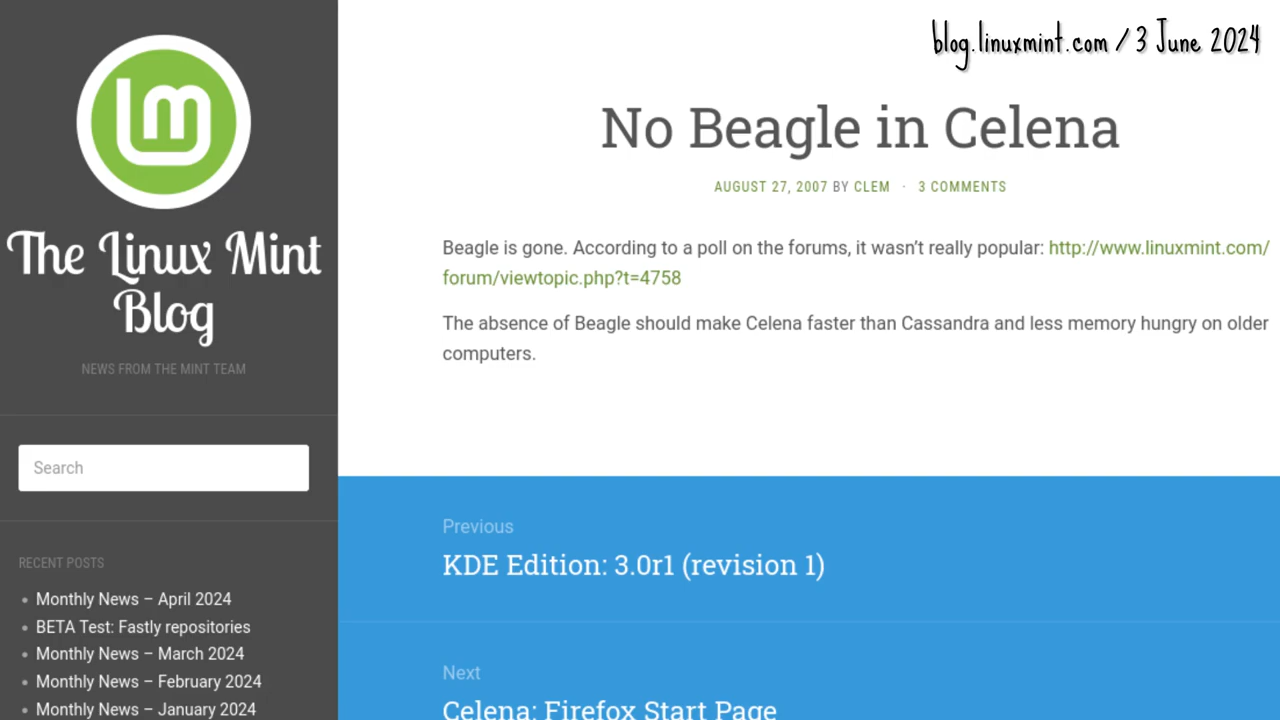 blog.linuxmint.com / 3 June 2024
lm
The Linux Mint
Blog
NEWS FROM THE MINT TEAM
Search
RECENT POSTS
Monthly News – April 2024
BETA Test: Fastly repositories
Monthly News – March 2024
Monthly News – February 2024
Monthly News – January 2024
No Beagle in Celena
AUGUST 27, 2007 BY CLEM · 3 COMMENTS
Beagle is gone. According to a poll on the forums, it wasn’t really popular: http://www.linuxmint.com/
forum/viewtopic.php?t=4758
The absence of Beagle should make Celena faster than Cassandra and less memory hungry on older
computers.
Previous
KDE Edition: 3.0r1 (revision 1)
Next
Celena: Firefox Start Page